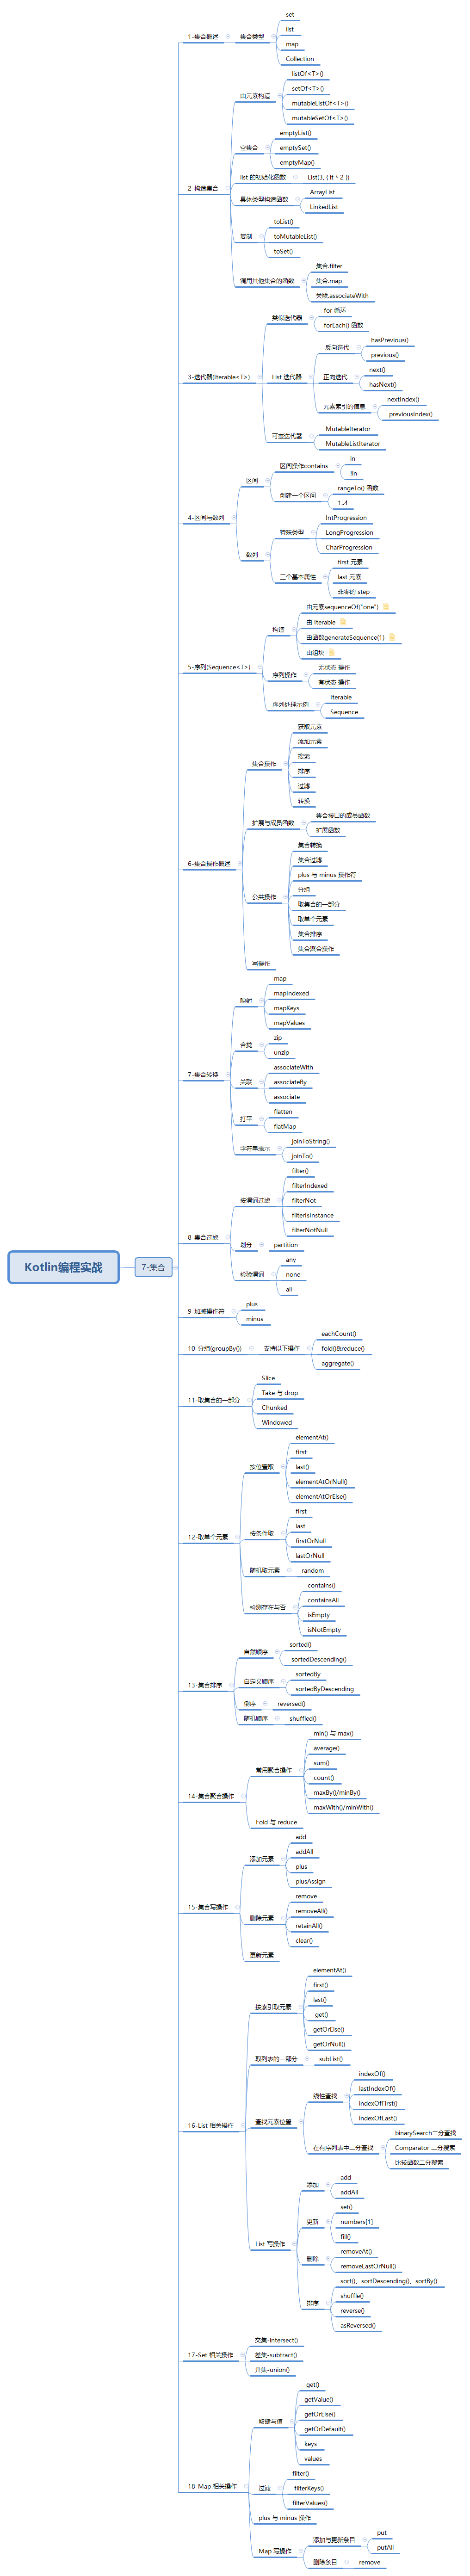 Kotlin编程实战
7-集合
1-集合概述
集合类型
set
list
map
Collection
2-构造集合
由元素构造
listOf<T>()
setOf<T>()
mutableListOf<T>()
mutableSetOf<T>()
空集合
emptyList()
emptySet()
emptyMap()
list 的初始化函数
List(3, { it * 2 })
具体类型构造函数
ArrayList
LinkedList
复制
toList()
toMutableList()
toSet()
调用其他集合的函数
集合.filter
集合.map
关联.associateWith
3-迭代器(Iterable<T>)
类似迭代器
for 循环
forEach() 函数
List 迭代器
反向迭代
hasPrevious()
previous()
正向迭代
next()
hasNext()
元素索引的信息
nextIndex()
previousIndex()
可变迭代器
MutableIterator
MutableListIterator
4-区间与数列
区间
区间操作contains
in
!in
创建一个区间
rangeTo() 函数
1..4
数列
特殊类型
IntProgression
LongProgression
CharProgression
三个基本属性
first 元素
last 元素
非零的 step
5-序列(Sequence<T>)
构造
由元素sequenceOf("one")
由 Iterable
由函数generateSequence(1)
由组块
序列操作
无状态 操作
有状态 操作
序列处理示例
Iterable
Sequence
6-集合操作概述
集合操作
获取元素
添加元素
搜索
排序
过滤
转换
扩展与成员函数
集合接口的成员函数
扩展函数
公共操作
集合转换
集合过滤
plus 与 minus 操作符
分组
取集合的一部分
取单个元素
集合排序
集合聚合操作
写操作
7-集合转换
映射
map
mapIndexed
mapKeys
mapValues
合拢
zip
unzip
关联
associateWith
associateBy
associate
打平
flatten
flatMap
字符串表示
joinToString()
joinTo()
8-集合过滤
按谓词过滤
filter()
filterIndexed
filterNot
filterIsInstance
filterNotNull
划分
partition
检验谓词
any
none
all
9-加减操作符
plus
minus
10-分组(groupBy())
支持以下操作
eachCount()
fold()&reduce()
aggregate()
11-取集合的一部分
Slice
Take 与 drop
Chunked
Windowed
12-取单个元素
按位置取
elementAt()
first
last()
elementAtOrNull()
elementAtOrElse()
按条件取
first
last
firstOrNull
lastOrNull
随机取元素
random
检测存在与否
contains()
containsAll
isEmpty
isNotEmpty
13-集合排序
自然顺序
sorted()
sortedDescending()
自定义顺序
sortedBy
sortedByDescending
倒序
reversed()
随机顺序
shuffled()
14-集合聚合操作
常用聚合操作
min() 与 max()
average()
sum()
count()
maxBy()/minBy()
maxWith()/minWith()
Fold 与 reduce
15-集合写操作
添加元素
add
addAll
plus
plusAssign
删除元素
remove
removeAll()
retainAll()
clear()
更新元素
16-List 相关操作
按索引取元素
elementAt()
first()
last()
get()
getOrElse()
getOrNull()
取列表的一部分
subList()
查找元素位置
线性查找
indexOf()
lastIndexOf()
indexOfFirst()
indexOfLast()
在有序列表中二分查找
binarySearch二分查找
Comparator 二分搜索
比较函数二分搜索
List 写操作
添加
add
addAll
更新
set()
numbers[1]
fill()
删除
removeAt()
removeLastOrNull()
排序
sort()、sortDescending()、sortBy()
shuffle()
reverse()
asReversed()
17-Set 相关操作
交集-intersect()
差集-subtract()
并集-union()
18-Map 相关操作
取键与值
get()
getValue()
getOrElse()
getOrDefault()
keys
values
过滤
filter()
filterKeys()
filterValues()
plus 与 minus 操作
Map 写操作
添加与更新条目
put
putAll
删除条目
remove